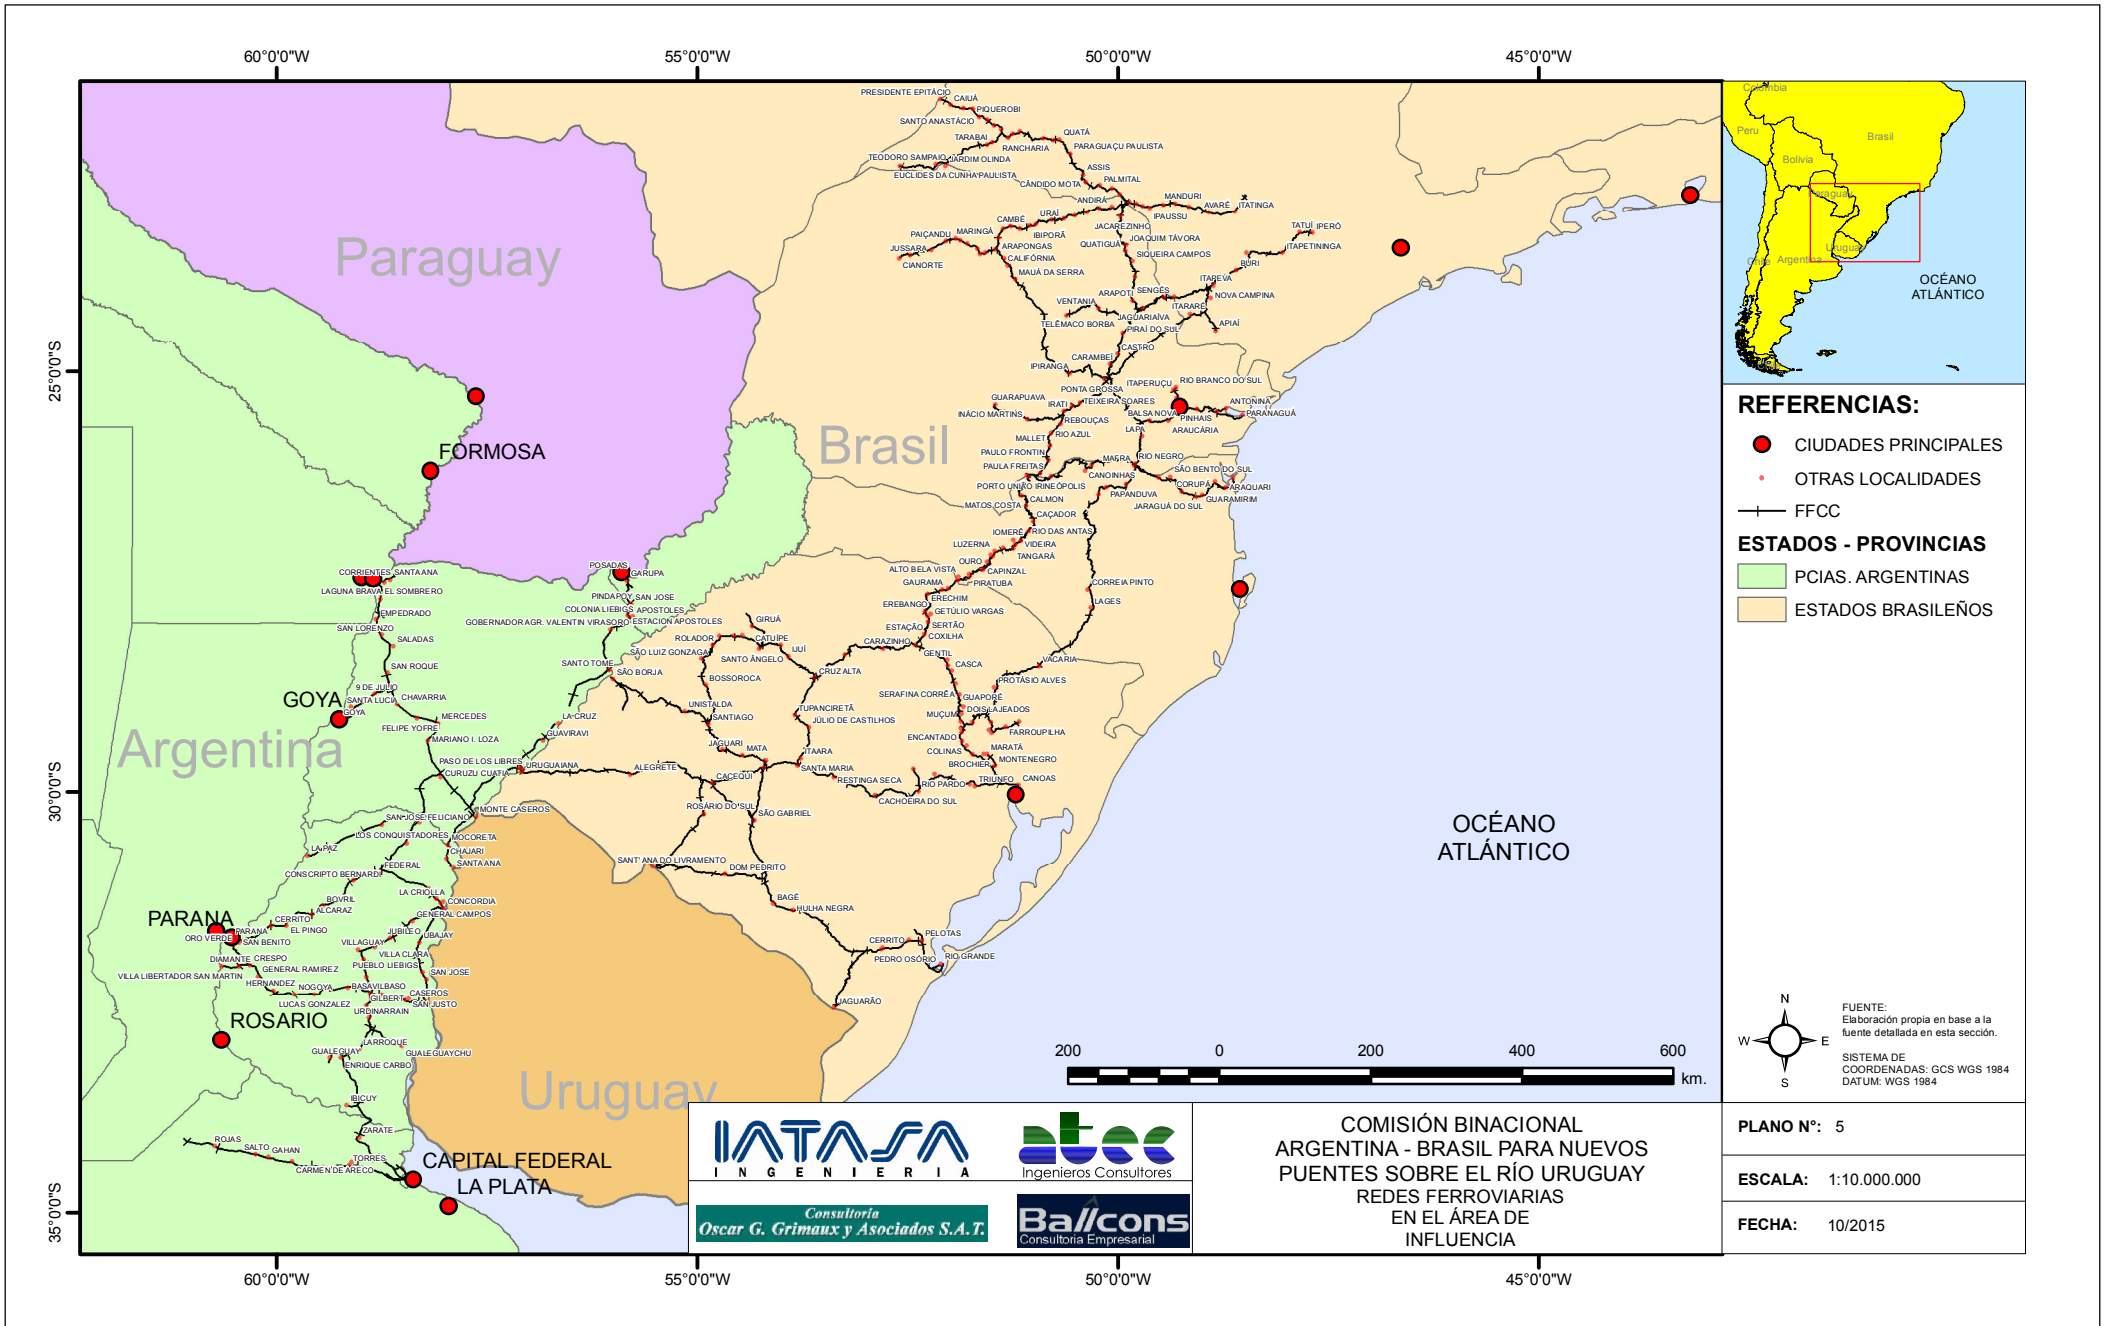 60°0'0"W
55°0'0"W
50°0'0"W
45°0'0"W
25°0'0"S
30°0'0"S
35°0'0"S
60°0'0"W
55°0'0"W
50°0'0"W
45°0'0"W
Paraguay
Brasil
Argentina
Uruguay
OCÉANO
ATLÁNTICO
FORMOSA
GOYA
PARANA
ROSARIO
CAPITAL FEDERAL
LA PLATA
PRESIDENTE EPITÁCIO
CAIUÁ
PIQUEROBI
SANTO ANASTÁCIO
TARABAI
QUATÁ
RANCHARIA
PARAGUAÇU PAULISTA
TEODORO SAMPAIO
JARDIM OLINDA
EUCLIDES DA CUNHA PAULISTA
ASSIS
CÂNDIDO MOTA
PALMITAL
ANDIRÁ
MANDURI
AVARÉ
ITATINGA
IPAUSSU
CAMBÉ
URAÍ
IBIPORÃ
JACAREZINHO
TATUÍ
IPERÓ
PAIÇANDU
MARINGÁ
JUSSARA
CIANORTE
ARAPONGAS
CALIFÓRNIA
MAUÁ DA SERRA
QUATIGUÁ
JOAQUIM TÁVORA
SIQUEIRA CAMPOS
ITAPETININGA
BURI
ITAPEVA
NOVA CAMPINA
ARAPOTI
SENGÉS
VENTANIA
ITARARÉ
JAGUARIAÍVA
TELÊMACO BORBA
PIRAÍ DO SUL
APIAÍ
CASTRO
CARAMBEÍ
IPIRANGA
PONTA GROSSA
ITAPERUÇU
RIO BRANCO DO SUL
GUARAPUAVA
IRATI
TEIXEIRA SOARES
INÁCIO MARTINS
REBOUÇAS
BALSA NOVA
PINHAIS
ANTONINA
PARANAGUÁ
ARAUCÁRIA
LAPA
MALLET
RIO AZUL
PAULO FRONTIN
PAULA FREITAS
MAFRA
RIO NEGRO
CANOINHAS
SÃO BENTO DO SUL
PORTO UNIÃO
IRINEÓPOLIS
CORUPÁ
ARAQUARI
PAPANDUVA
GUARAMIRIM
JARAGUÁ DO SUL
CALMON
MATOS COSTA
CAÇADOR
IOMERÊ
RIO DAS ANTAS
LUZERNA
VIDEIRA
TANGARÁ
OURO
ALTO BELA VISTA
CAPINZAL
PIRATUBA
GAURAMA
ERECHIM
EREBANGO
GETÚLIO VARGAS
ESTAÇÃO
SERTÃO
COXILHA
CORREIA PINTO
LAGES
CARAZINHO
GENTIL
CASCA
VACARIA
PROTÁSIO ALVES
SERAFINA CORRÊA
GUAPORÉ
MUÇUM
DOIS LAJEADOS
FARROUPILHA
ENCANTADO
COLINAS
MARATÁ
BROCHIER
MONTENEGRO
TRIUNFO
CANOAS
RIO PARDO
CACHOEIRA DO SUL
RESTINGA SECA
SANTA MARIA
ITAARA
JÚLIO DE CASTILHOS
TUPANCIRETÃ
CRUZ ALTA
IJUÍ
CATUÍPE
GIRUÁ
SANTO ÂNGELO
ROLADOR
SÃO LUIZ GONZAGA
BOSSOROCA
UNISTALDA
SANTIAGO
JAGUARI
MATA
SÃO BORJA
CACEQUI
ALEGRETE
URUGUAIANA
ROSÁRIO DO SUL
SÃO GABRIEL
SANT' ANA DO LIVRAMENTO
DOM PEDRITO
BAGÉ
HULHA NEGRA
CERRITO
PELOTAS
PEDRO OSÓRIO
RIO GRANDE
JAGUARÃO
CORRIENTES
SANTA ANA
LAGUNA BRAVA
EL SOMBRERO
EMPEDRADO
SAN LORENZO
SALADAS
SAN ROQUE
9 DE JULIO
SANTA LUCIA
GOYA
CHAVARRIA
MERCEDES
FELIPE YOFRE
MARIANO I. LOZA
POSADAS
GARUPA
PINDAPOY
SAN JOSE
COLONIA LIEBIGS
APOSTOLES
GOBERNADOR AGR. VALENTIN VIRASORO
ESTACION APOSTOLES
SANTO TOME
LA CRUZ
GUAVIRAVI
PASO DE LOS LIBRES
CURUZU CUATIA
MONTE CASEROS
SAN JOSE FELICIANO
LOS CONQUISTADORES
MOCORETA
LA PAZ
CHAJARI
SANTA ANA
FEDERAL
CONSCRIPTO BERNARDI
LA CRIOLLA
CONCORDIA
BOVRIL
ALCARAZ
GENERAL CAMPOS
CERRITO
EL PINGO
PARANA
ORO VERDE
SAN BENITO
JUBILEO
UBAJAY
VILLAGUAY
VILLA CLARA
DIAMANTE
CRESPO
PUEBLO LIEBIGS
SAN JOSE
GENERAL RAMIREZ
VILLA LIBERTADOR SAN MARTIN
HERNANDEZ
NOGOYA
BASAVILBASO
LUCAS GONZALEZ
GILBERT
CASEROS
SAN JUSTO
URDINARRAIN
LARROQUE
GUALEGUAY
GUALEGUAYCHU
ENRIQUE CARBO
IBICUY
ZARATE
ROJAS
SALTO
GAHAN
TORRES
CARMEN DE ARECO
200
0
200
400
600
km.
Colombia
Peru
Brasil
Bolivia
Paraguay
Uruguay
Chile
Argentina
OCÉANO
ATLÁNTICO
REFERENCIAS:
CIUDADES PRINCIPALES
OTRAS LOCALIDADES
FFCC
ESTADOS - PROVINCIAS
PCIAS. ARGENTINAS
ESTADOS BRASILEÑOS
N
W
E
S
FUENTE:
Elaboración propia en base a la
fuente detallada en esta sección.
SISTEMA DE
COORDENADAS: GCS WGS 1984
DATUM: WGS 1984
IATASA
INGENIERIA
atec
Ingenieros Consultores
Consultoría
Oscar G. Grimaux y Asociados S.A.T.
Ballcons
Consultoria Empresarial
COMISIÓN BINACIONAL
ARGENTINA - BRASIL PARA NUEVOS
PUENTES SOBRE EL RÍO URUGUAY
REDES FERROVIARIAS
EN EL ÁREA DE
INFLUENCIA
PLANO N°: 5
ESCALA: 1:10.000.000
FECHA: 10/2015